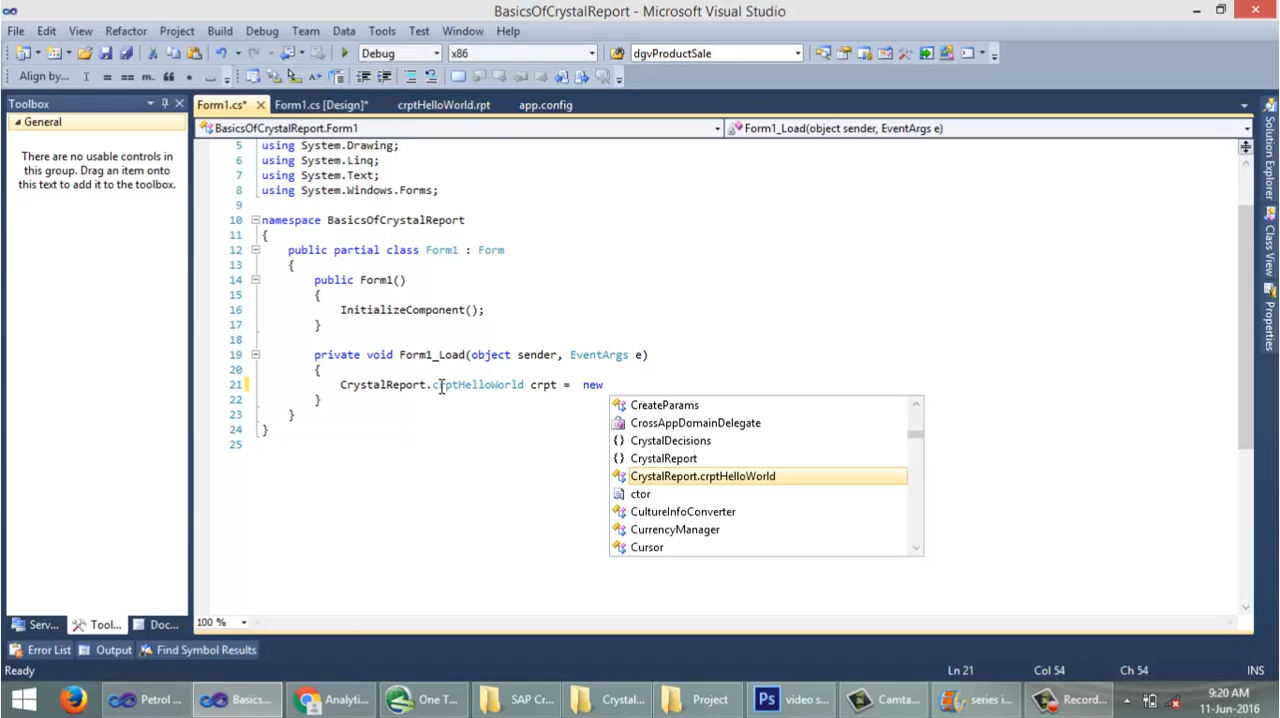 BasicsOfCrystalReport - Microsoft Visual Studio
File Edit View Refactor Project Build Debug Team Data Tools Test Window Help
Debug x86 dgvProductSale
Align by...
Toolbox
General
There are no usable controls in
this group. Drag an item onto
this text to add it to the toolbox.
Form1.cs* Form1.cs [Design]* crptHelloWorld.rpt app.config
BasicsOfCrystalReport.Form1 Form1_Load(object sender, EventArgs e)
5 using System.Drawing;
6 using System.Linq;
7 using System.Text;
8 using System.Windows.Forms;
9
10 namespace BasicsOfCrystalReport
11 {
12 public partial class Form1 : Form
13 {
14 public Form1()
15 {
16 InitializeComponent();
17 }
18
19 private void Form1_Load(object sender, EventArgs e)
20 {
21 CrystalReport.crptHelloWorld crpt = new
22 }
23 }
24 }
25
CreateParams
CrossAppDomainDelegate
CrystalDecisions
CrystalReport
CrystalReport.crptHelloWorld
ctor
CultureInfoConverter
CurrencyManager
Cursor
Solution Explorer
Class View
Properties
100 %
Serv... Tool... Doc...
Error List Output Find Symbol Results
Ready Ln 21 Col 54 Ch 54 INS
Petrol ... Basics... Analyti... One T... SAP Cr... Crystal... Project video s... Camta... series i... Record...
9:20 AM
11-Jun-2016